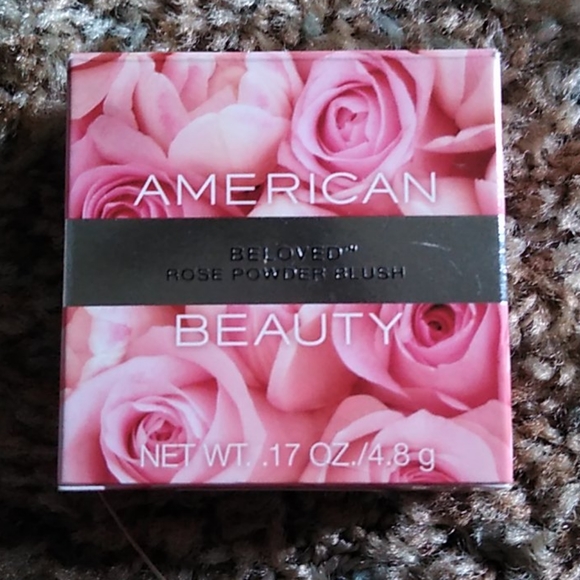 AMERICAN
BELOVED™
ROSE POWDER BLUSH
BEAUTY
NET WT. .17 OZ./4.8 g